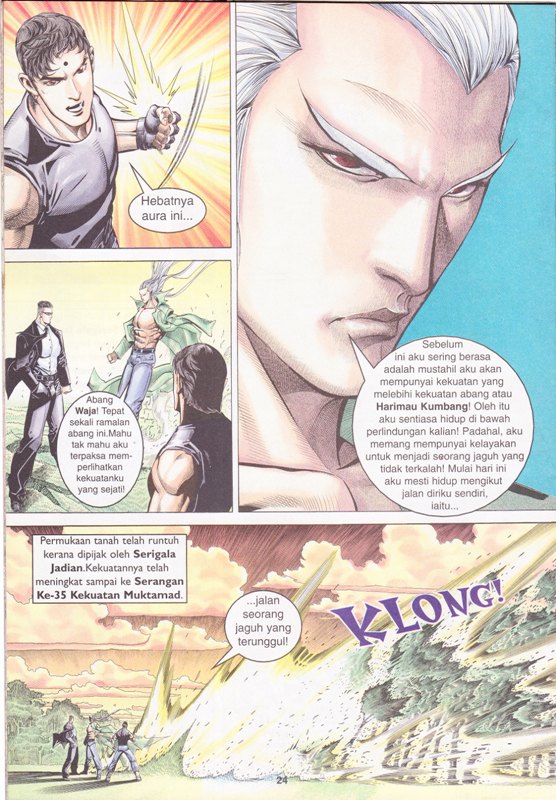 Hebatnya
aura ini...
Sebelum
ini aku sering berasa
adalah mustahil aku akan
mempunyai kekuatan yang
melebihi kekuatan abang atau
Harimau Kumbang! Oleh itu
aku sentiasa hidup di bawah
perlindungan kalian! Padahal, aku
memang mempunyai kelayakan
untuk menjadi seorang jaguh yang
tidak terkalah! Mulai hari ini
aku mesti hidup mengikut
jalan diriku sendiri,
iaitu...
Abang
Waja! Tepat
sekali ramalan
abang ini.Mahu
tak mahu aku
terpaksa mem-
perlihatkan
kekuatanku
yang sejati!
Permukaan tanah telah runtuh
kerana dipijak oleh Serigala
Jadian.Kekuatannya telah
meningkat sampai ke Serangan
Ke-35 Kekuatan Muktamad.
...jalan
seorang
jaguh yang
terunggul!
KLONG!
24